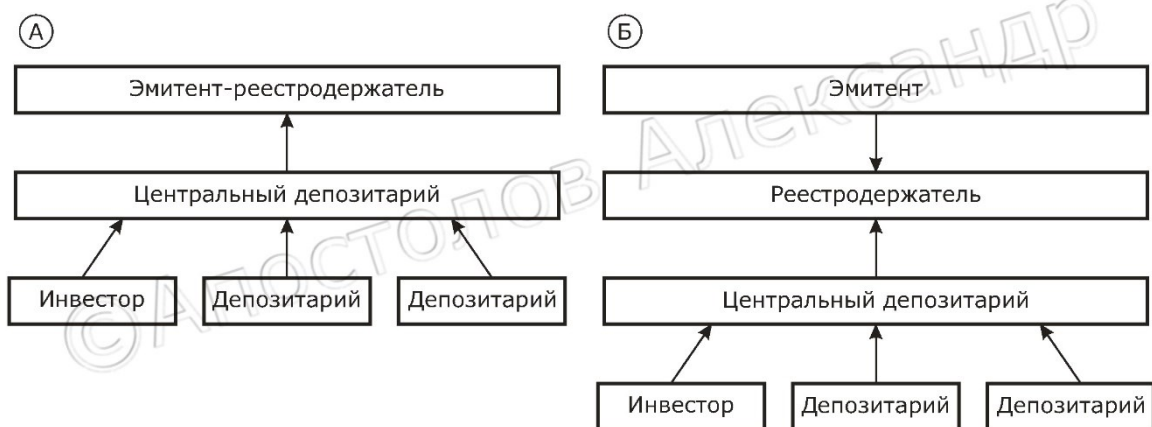 А
Эмитент-реестродержатель
Центральный депозитарий
Инвестор
Депозитарий
Депозитарий
Б
Эмитент
Реестродержатель
Центральный депозитарий
Инвестор
Депозитарий
Депозитарий
©Апостолов Александр